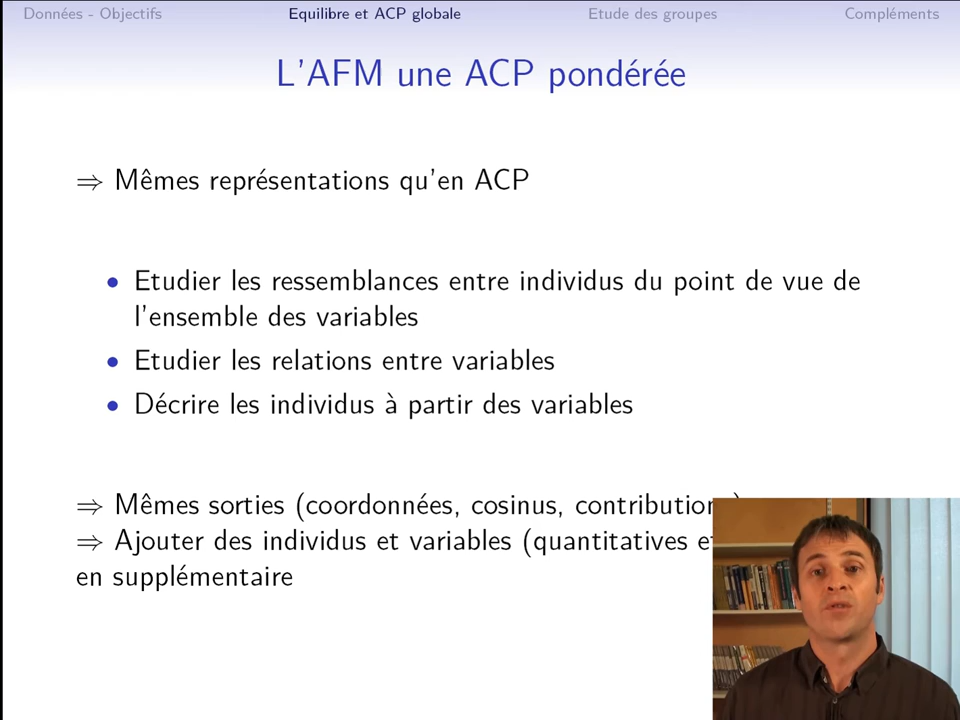 Données - Objectifs Equilibre et ACP globale Etude des groupes Compléments
L'AFM une ACP pondérée
⇒ Mêmes représentations qu'en ACP
• Etudier les ressemblances entre individus du point de vue de
l'ensemble des variables
• Etudier les relations entre variables
• Décrire les individus à partir des variables
⇒ Mêmes sorties (coordonnées, cosinus,
⇒ Ajouter des individus et variables (quantitatives
en supplémentaire